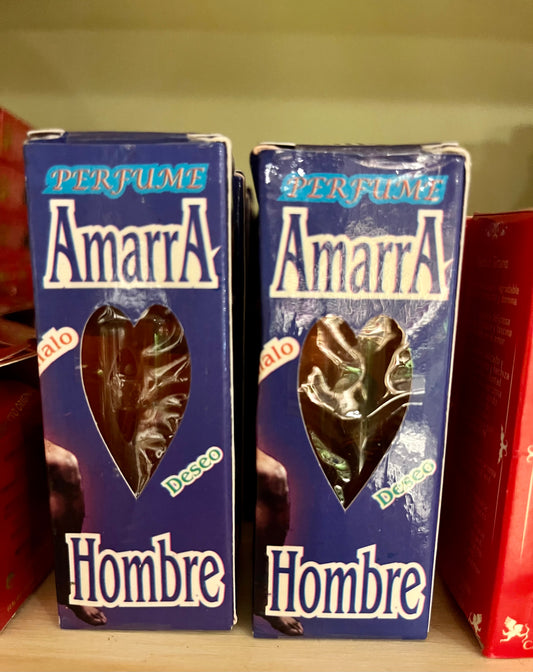 PERFUME
AmarrA
alo
Deseo
Hombre
PERFUME
AmarrA
alo
Deseo
Hombre